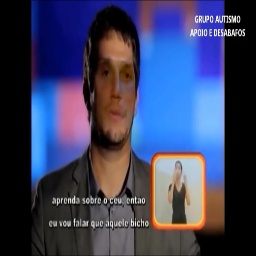 GRUPO AUTISMO
APOIO E DESABAFOS
aprenda sobre o céu, então
eu vou falar que aquele bicho